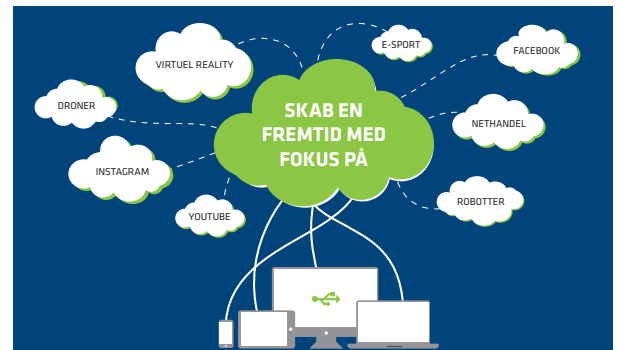 E-SPORT
VIRTUEL REALITY
FACEBOOK
DRONER
SKAB EN
FREMTID MED
FOKUS PÅ
NETHANDEL
INSTAGRAM
YOUTUBE
ROBOTTER